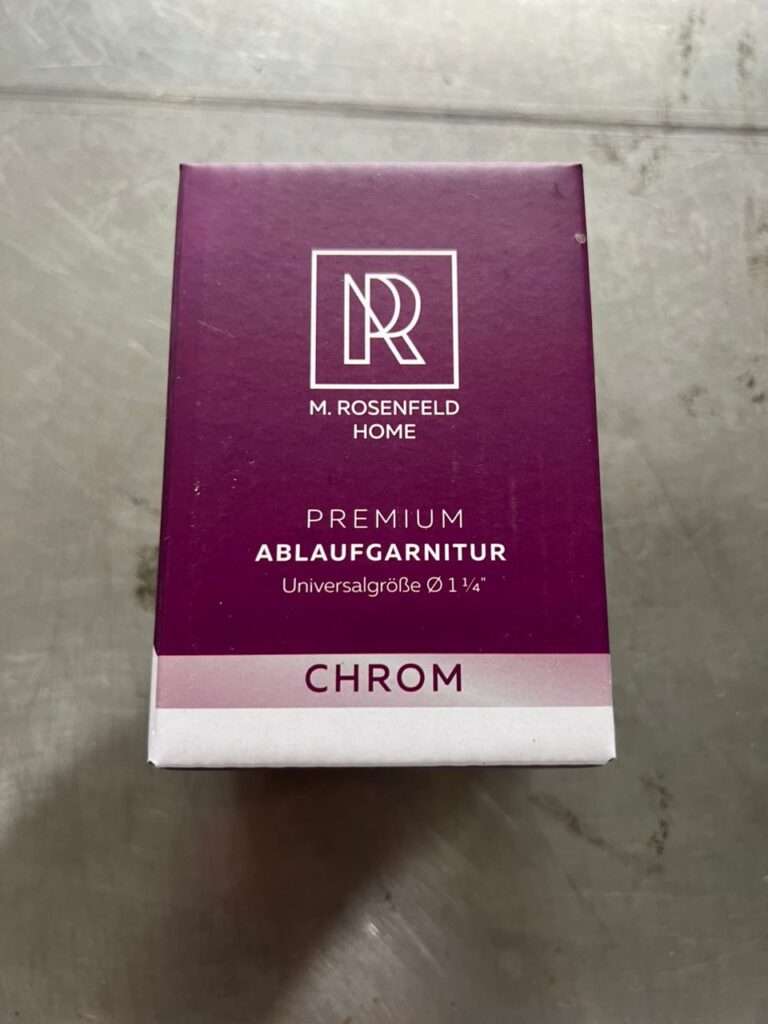 M. ROSENFELD
HOME
PREMIUM
ABLAUFGARNITUR
Universalgröße Ø 1 ¼"
CHROM